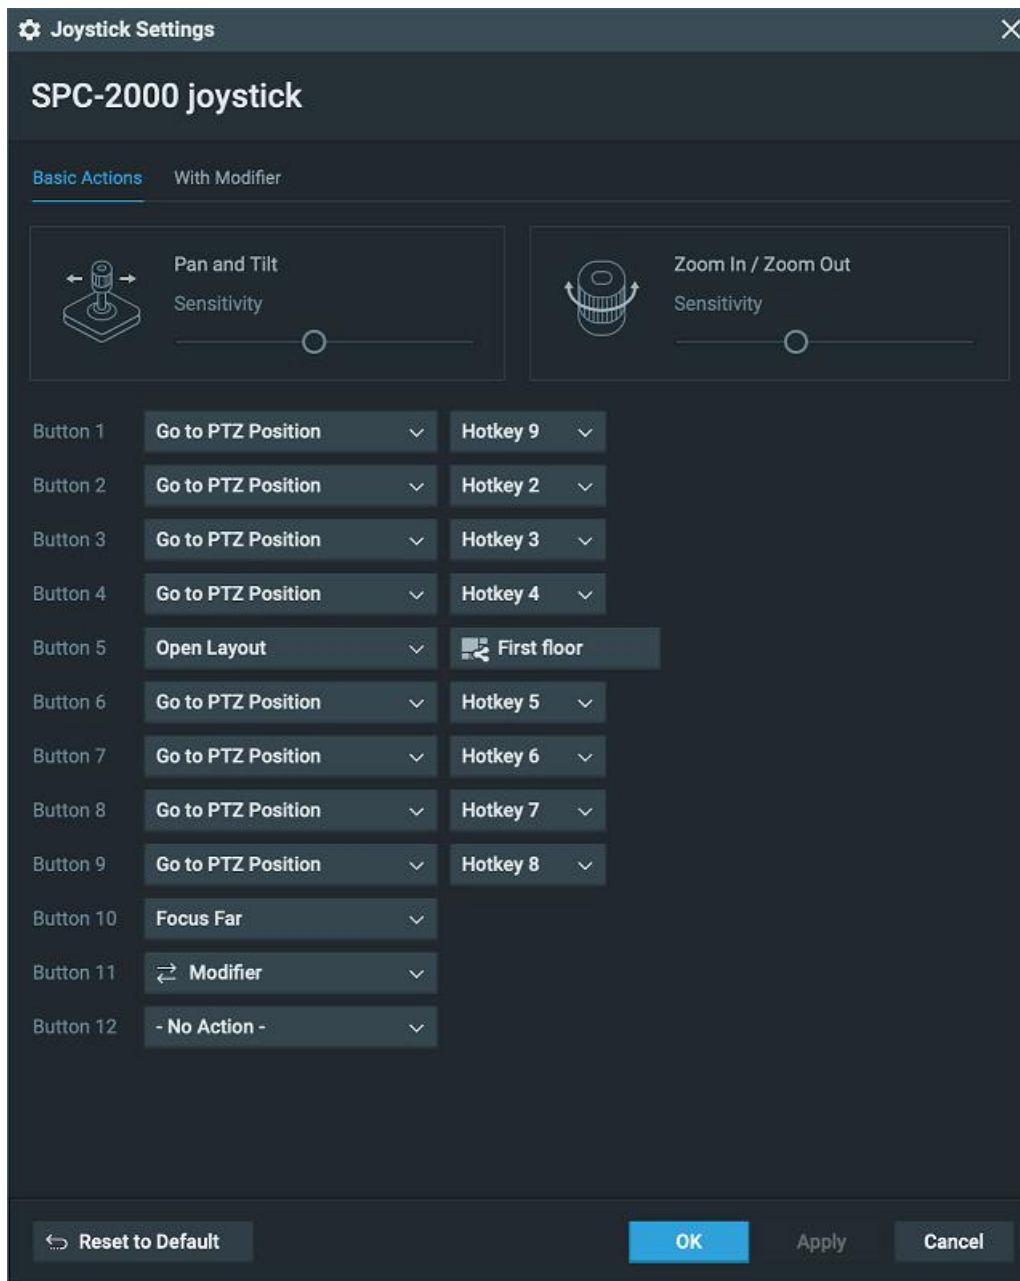 Joystick Settings
SPC-2000 joystick
Basic Actions With Modifier
Pan and Tilt
Sensitivity
Zoom In / Zoom Out
Sensitivity
Button 1 Go to PTZ Position Hotkey 9
Button 2 Go to PTZ Position Hotkey 2
Button 3 Go to PTZ Position Hotkey 3
Button 4 Go to PTZ Position Hotkey 4
Button 5 Open Layout First floor
Button 6 Go to PTZ Position Hotkey 5
Button 7 Go to PTZ Position Hotkey 6
Button 8 Go to PTZ Position Hotkey 7
Button 9 Go to PTZ Position Hotkey 8
Button 10 Focus Far
Button 11 Modifier
Button 12 - No Action -
Reset to Default OK Apply Cancel